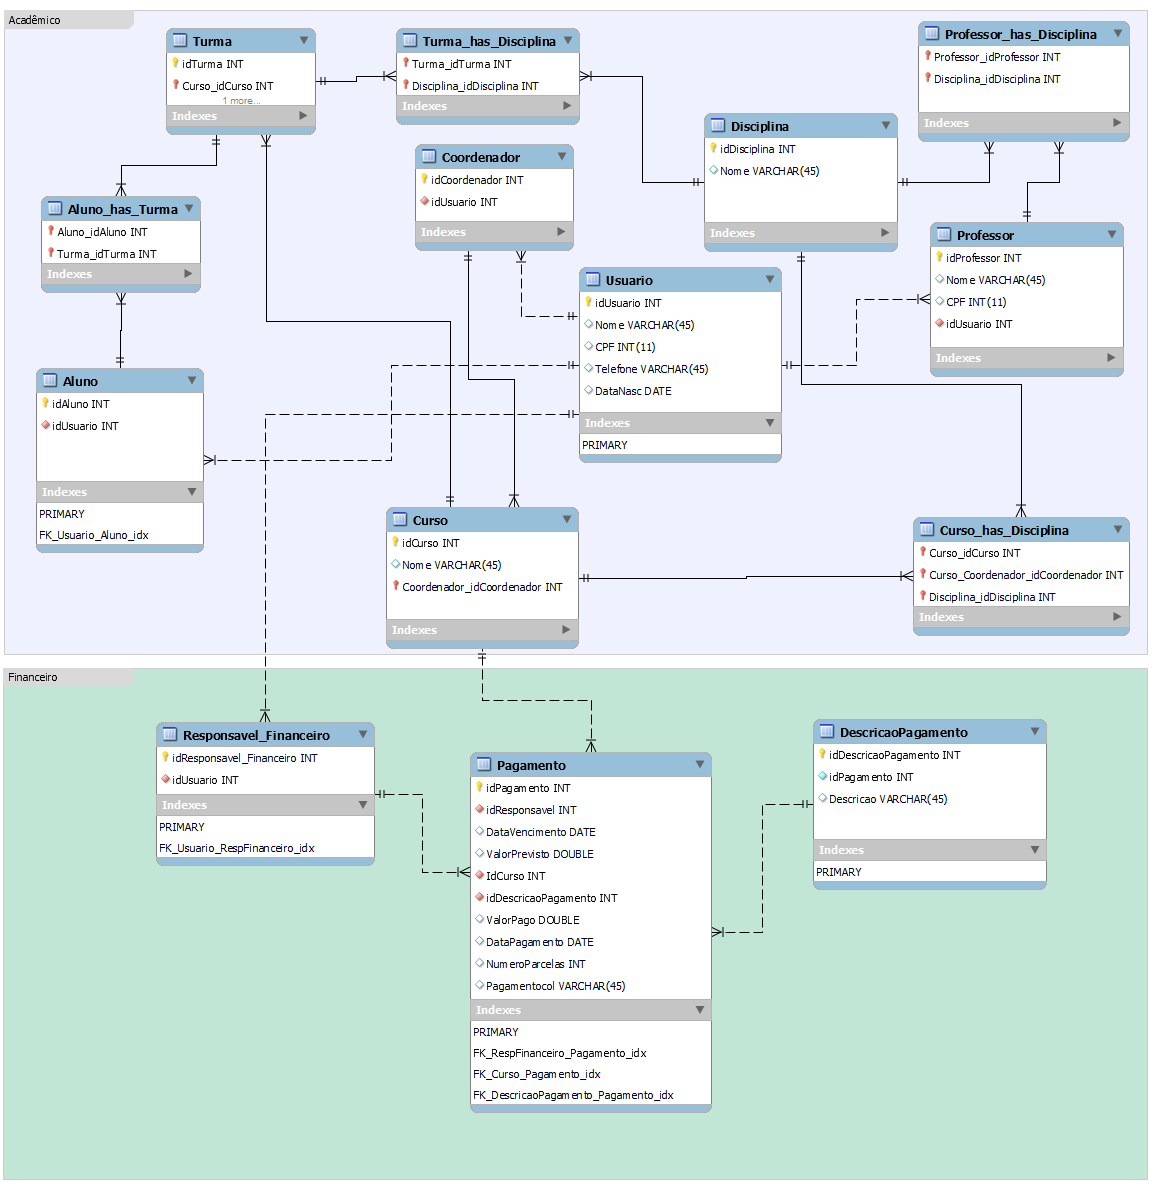 Acadêmico
Turma
idTurma INT
Curso_idCurso INT
1 more...
Indexes
Turma_has_Disciplina
Turma_idTurma INT
Disciplina_idDisciplina INT
Indexes
Professor_has_Disciplina
Professor_idProfessor INT
Disciplina_idDisciplina INT
Indexes
Disciplina
idDisciplina INT
Nome VARCHAR(45)
Indexes
Coordenador
idCoordenador INT
idUsuario INT
Indexes
Aluno_has_Turma
Aluno_idAluno INT
Turma_idTurma INT
Indexes
Professor
idProfessor INT
Nome VARCHAR(45)
CPF INT(11)
idUsuario INT
Indexes
Usuario
idUsuario INT
Nome VARCHAR(45)
CPF INT(11)
Telefone VARCHAR(45)
DataNasc DATE
Indexes
PRIMARY
Aluno
idAluno INT
idUsuario INT
Indexes
PRIMARY
FK_Usuario_Aluno_idx
Curso
idCurso INT
Nome VARCHAR(45)
Coordenador_idCoordenador INT
Indexes
Curso_has_Disciplina
Curso_idCurso INT
Curso_Coordenador_idCoordenador INT
Disciplina_idDisciplina INT
Indexes
Financeiro
Responsavel_Financeiro
idResponsavel_Financeiro INT
idUsuario INT
Indexes
PRIMARY
FK_Usuario_RespFinanceiro_idx
Pagamento
idPagamento INT
idResponsavel INT
DataVencimento DATE
ValorPrevisto DOUBLE
IdCurso INT
idDescricaoPagamento INT
ValorPago DOUBLE
DataPagamento DATE
NumeroParcelas INT
Pagamentocol VARCHAR(45)
Indexes
PRIMARY
FK_RespFinanceiro_Pagamento_idx
FK_Curso_Pagamento_idx
FK_DescricaoPagamento_Pagamento_idx
DescricaoPagamento
idDescricaoPagamento INT
idPagamento INT
Descricao VARCHAR(45)
Indexes
PRIMARY